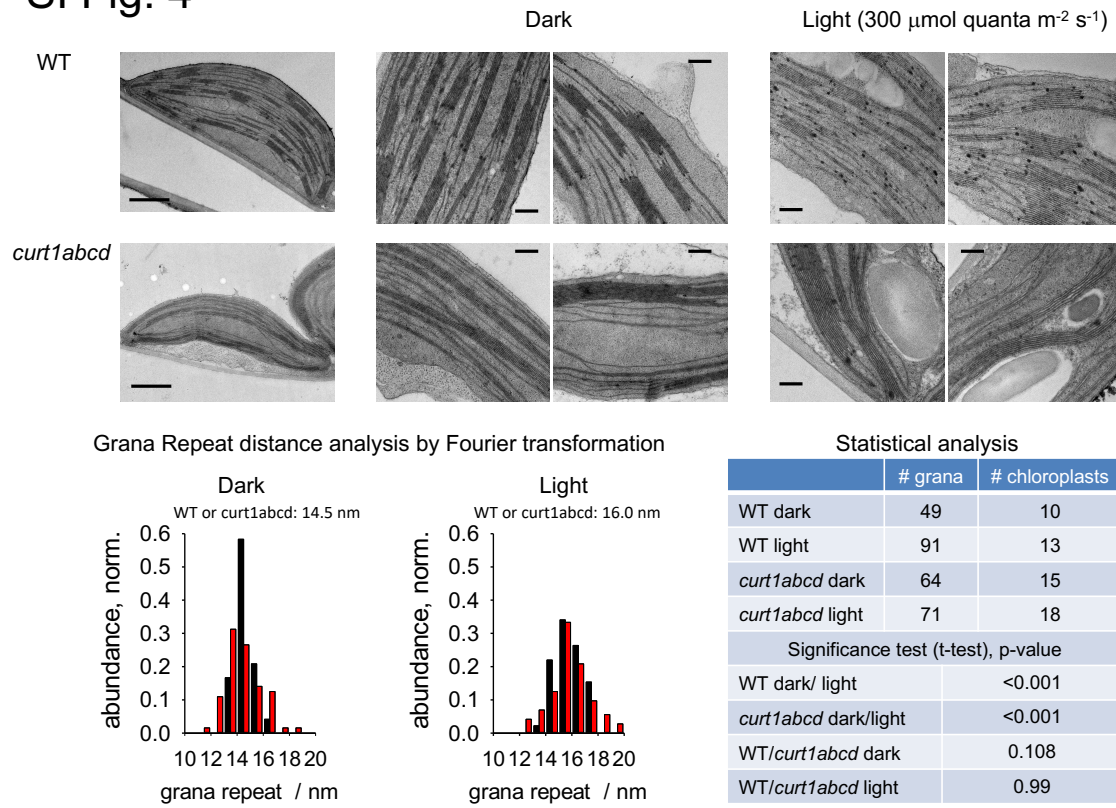 SI Fig. 4
Dark
Light (300 μmol quanta m-2 s-1)
WT
curt1abcd
Grana Repeat distance analysis by Fourier transformation
Dark
WT or curt1abcd: 14.5 nm
abundance, norm.
0.6
0.5
0.4
0.3
0.2
0.1
0.0
10 12 14 16 18 20
grana repeat / nm
Light
WT or curt1abcd: 16.0 nm
abundance, norm.
0.6
0.5
0.4
0.3
0.2
0.1
0.0
10 12 14 16 18 20
grana repeat / nm
Statistical analysis
# grana # chloroplasts
WT dark 49 10
WT light 91 13
curt1abcd dark 64 15
curt1abcd light 71 18
Significance test (t-test), p-value
WT dark/ light <0.001
curt1abcd dark/light <0.001
WT/curt1abcd dark 0.108
WT/curt1abcd light 0.99